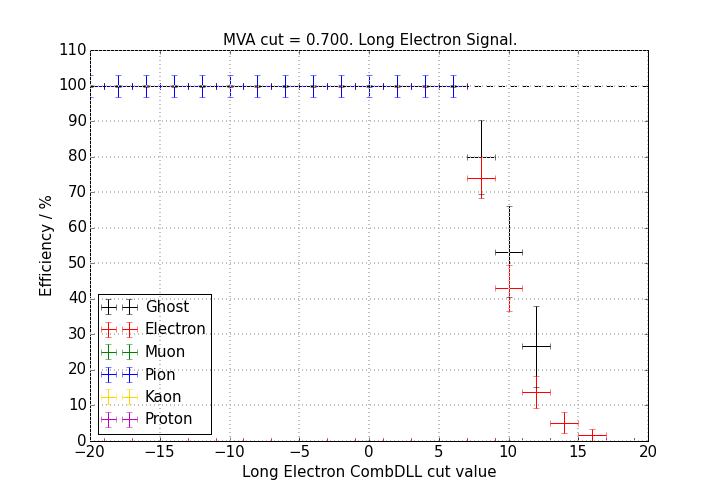 MVA cut = 0.700. Long Electron Signal.
110
100
90
80
70
60
50
40
30
20
10
0
Efficiency / %
Ghost
Electron
Muon
Pion
Kaon
Proton
−20 −15 −10 −5 0 5 10 15 20
Long Electron CombDLL cut value